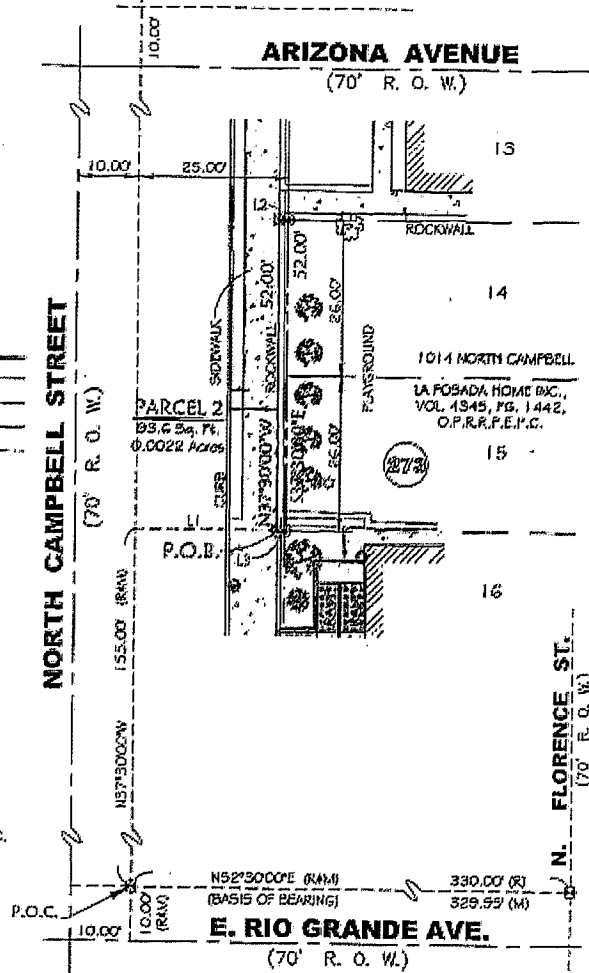 10.00'
ARIZONA AVENUE
(70' R. O. W.)
10.00'
25.00'
13
L2
ROCKWALL
52.00'
52.00'
26.00'
14
SIDEWALK
ROCKWALL
PLAYGROUND
NORTH CAMPBELL STREET
(70' R. O. W.)
1014 NORTH CAMPBELL
LA POSADA HOME INC.,
VOL. 4345, PG. 1442,
O.P.R.R.P.E.P.C.
PARCEL 2
0.0022 Acres
N37°30'00"W
26.00'
273
15
CURB
L1
P.O.B.
L3
16
155.00' (R&M)
N37°30'00"W
N. FLORENCE ST.
(70' R. O. W.)
N52°30'00"E (R&M)
330.00' (R)
(BASIS OF BEARING)
329.95' (M)
P.O.C.
10.00'
10.00'
(R&M)
E. RIO GRANDE AVE.
(70' R. O. W.)